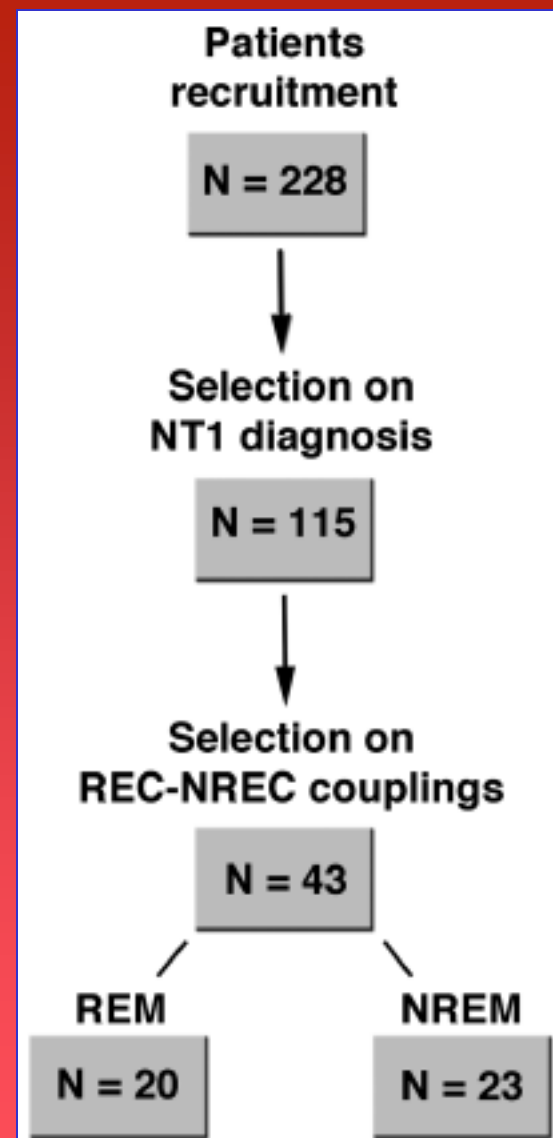 Patients
recruitment
N = 228
Selection on
NT1 diagnosis
N = 115
Selection on
REC-NREC couplings
N = 43
REM
NREM
N = 20
N = 23